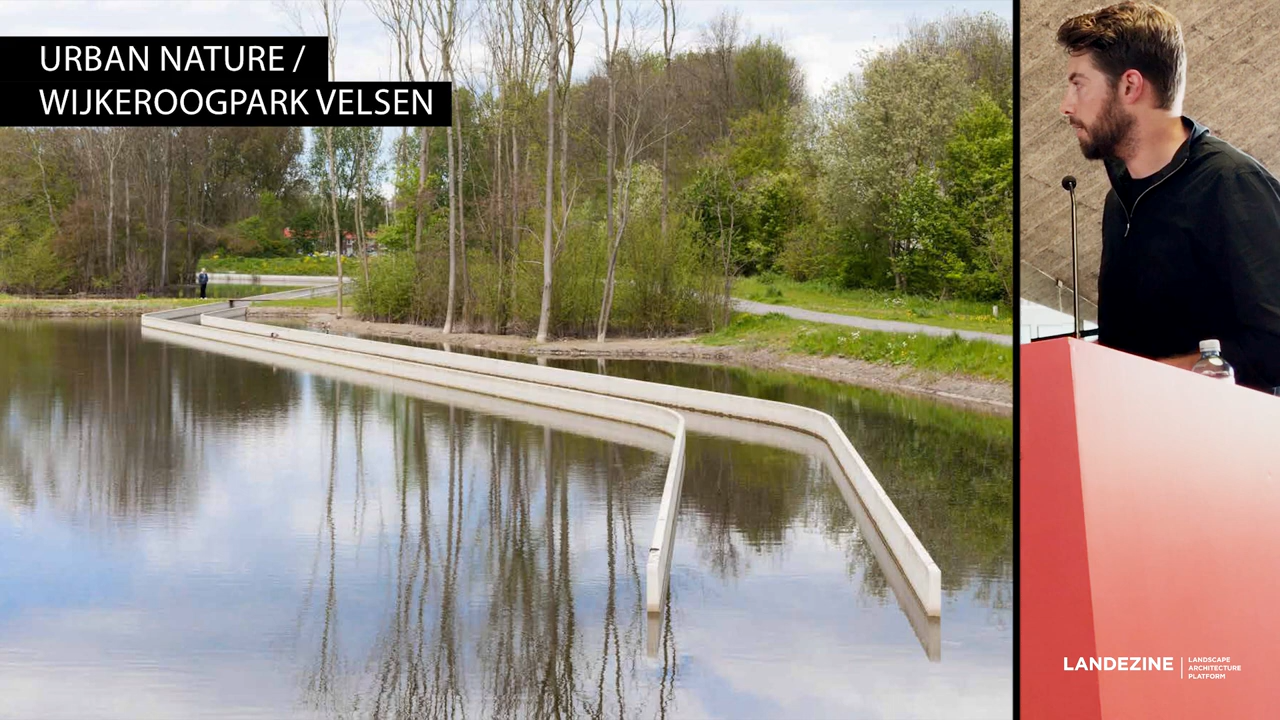 URBAN NATURE /
WIJKEROOGPARK VELSEN
LANDEZINE
LANDSCAPE
ARCHITECTURE
PLATFORM